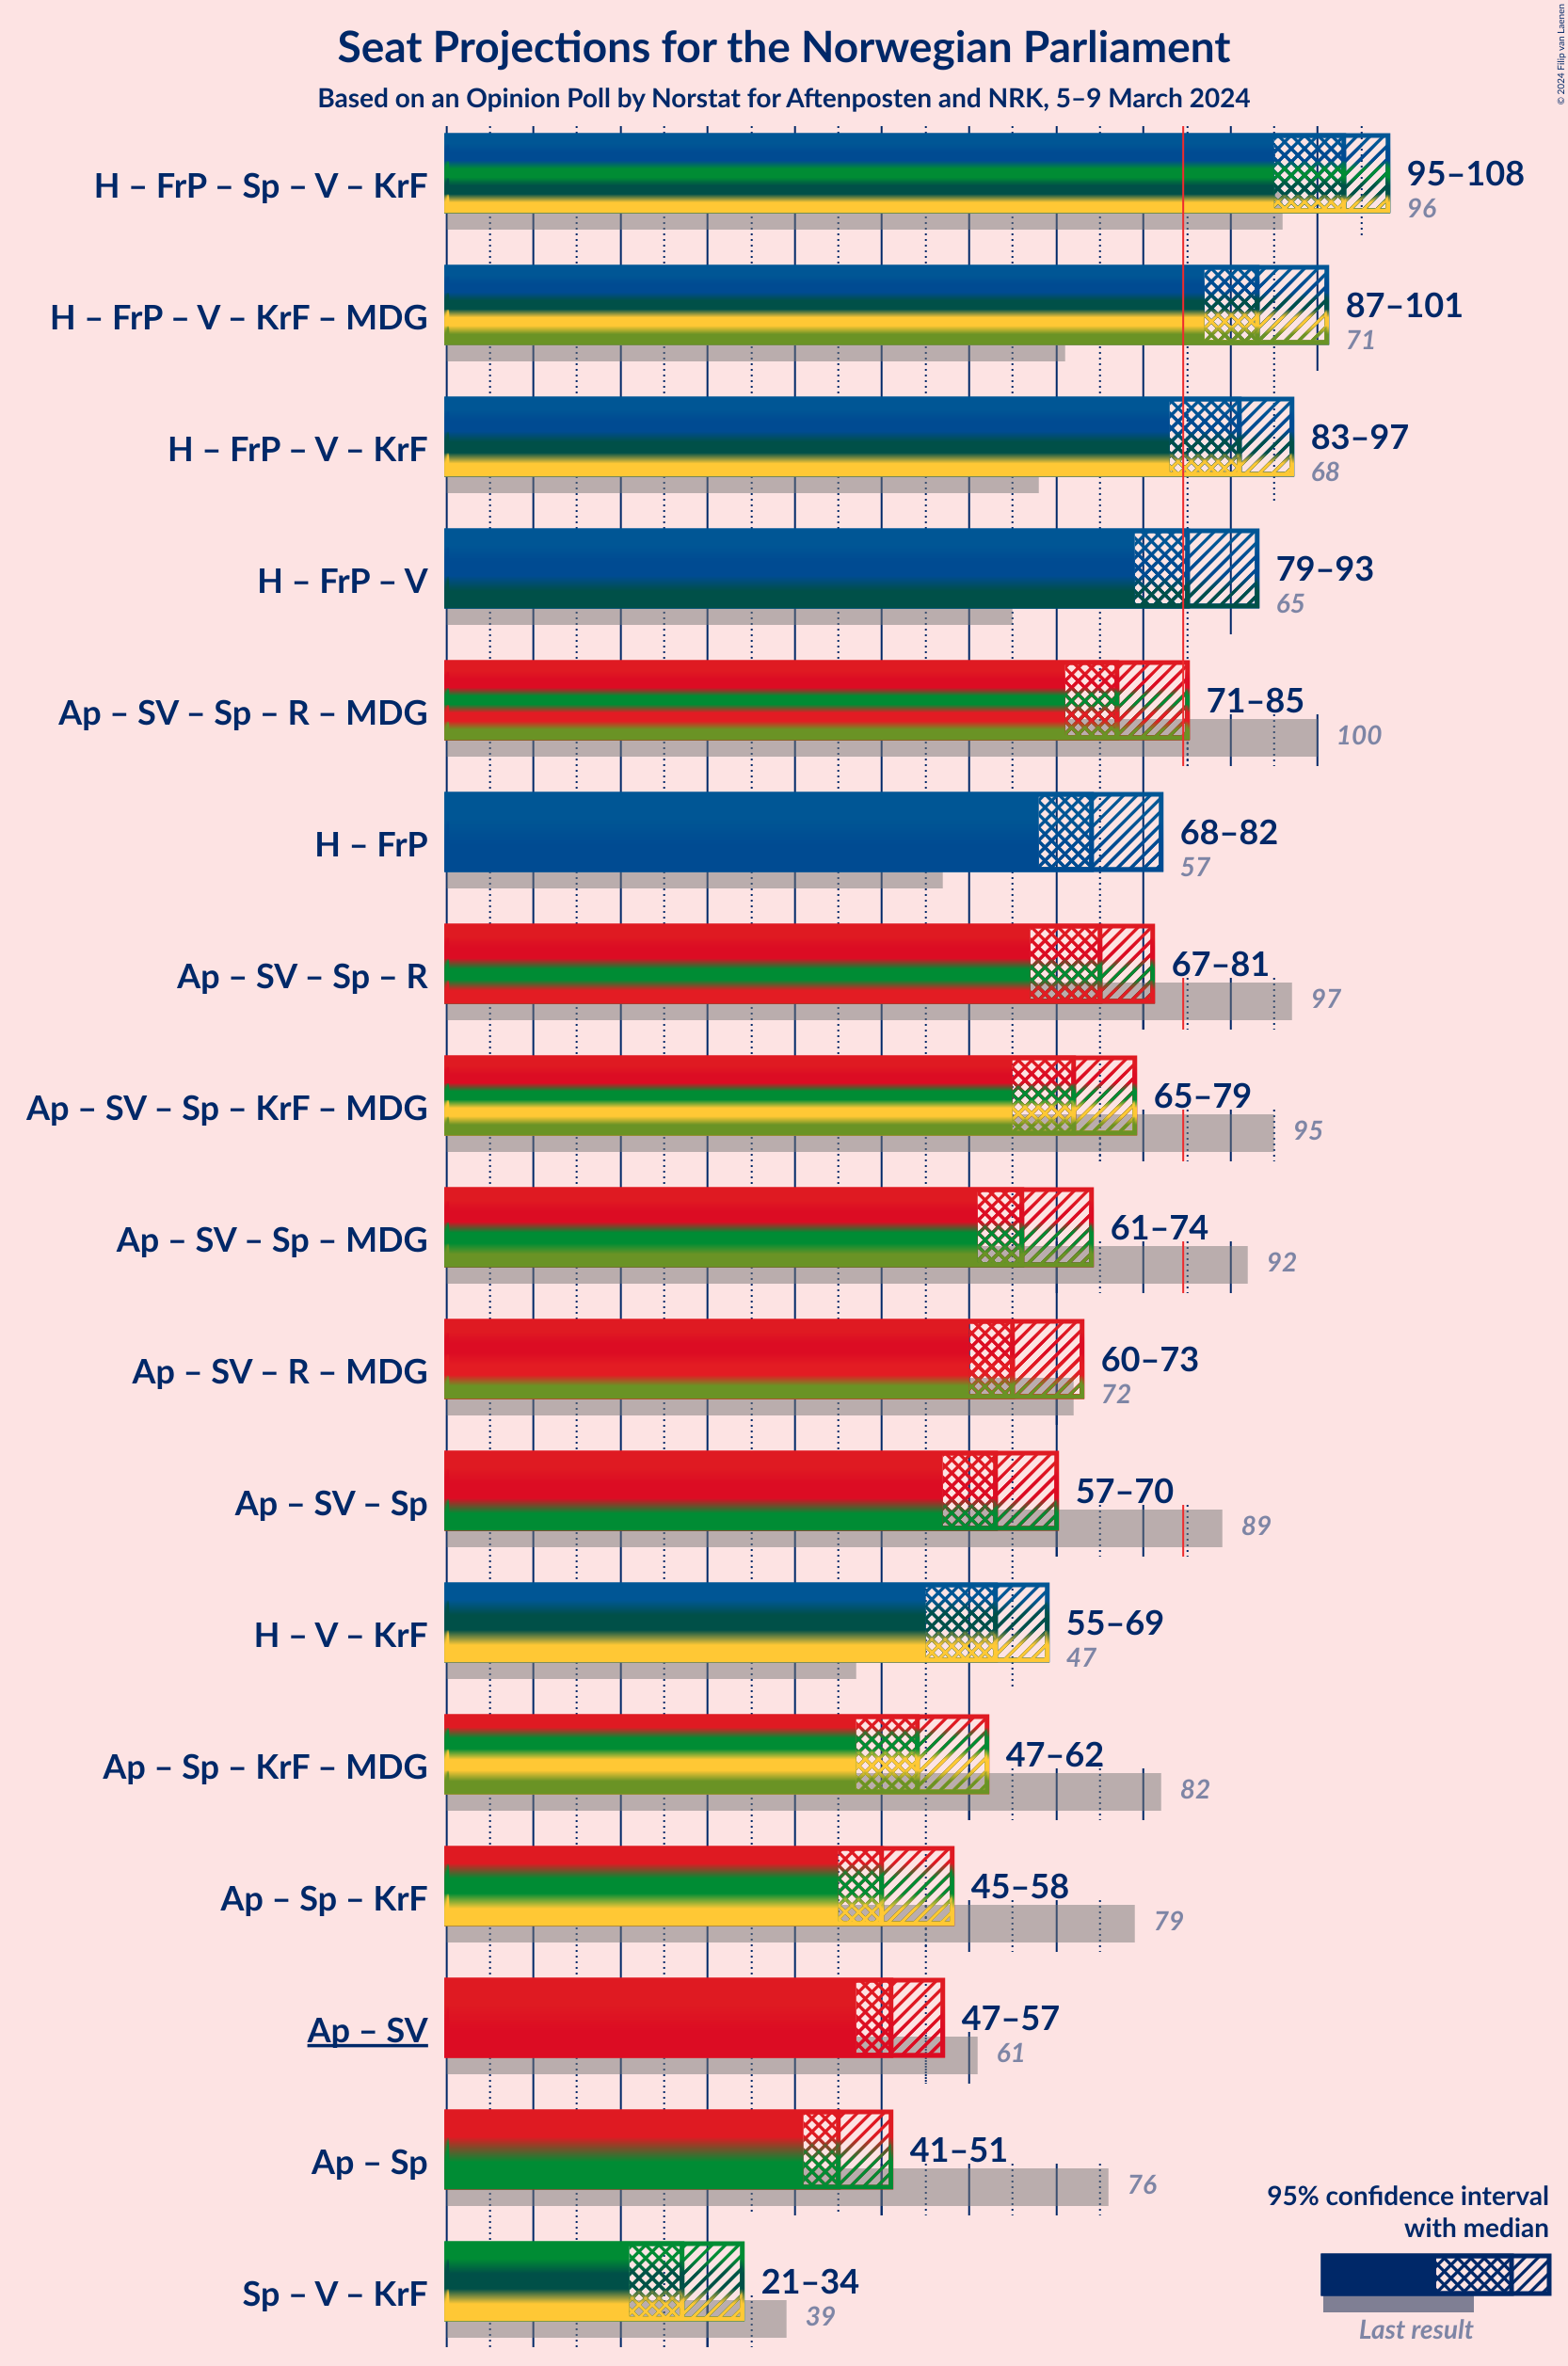 Seat Projections for the Norwegian Parliament
Based on an Opinion Poll by Norstat for Aftenposten and NRK, 5–9 March 2024
© 2024 Filip van Laenen
H – FrP – Sp – V – KrF
95–108
96
H – FrP – V – KrF – MDG
87–101
71
H – FrP – V – KrF
83–97
68
H – FrP – V
79–93
65
Ap – SV – Sp – R – MDG
71–85
100
H – FrP
68–82
57
Ap – SV – Sp – R
67–81
97
Ap – SV – Sp – KrF – MDG
65–79
95
Ap – SV – Sp – MDG
61–74
92
Ap – SV – R – MDG
60–73
72
Ap – SV – Sp
57–70
89
H – V – KrF
55–69
47
Ap – Sp – KrF – MDG
47–62
82
Ap – Sp – KrF
45–58
79
Ap – SV
47–57
61
Ap – Sp
41–51
76
Sp – V – KrF
21–34
39
95% confidence interval
with median
Last result